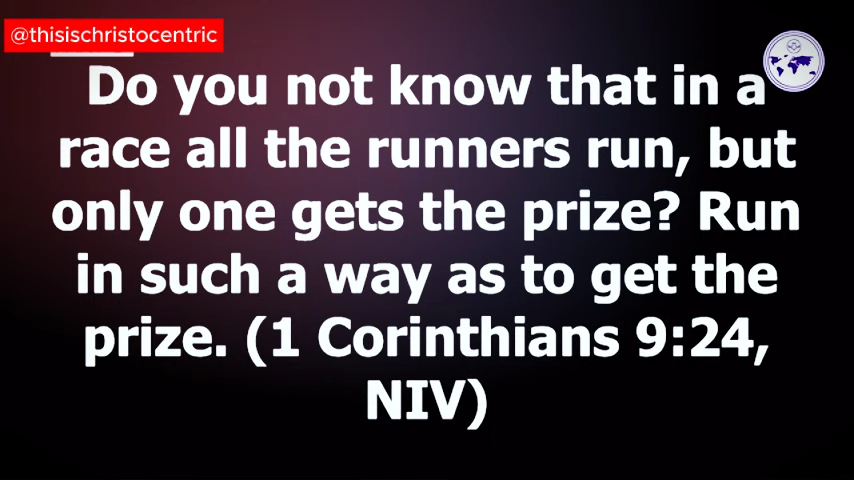 @thisischristocentric
Do you not know that in a
race all the runners run, but
only one gets the prize? Run
in such a way as to get the
prize. (1 Corinthians 9:24,
NIV)